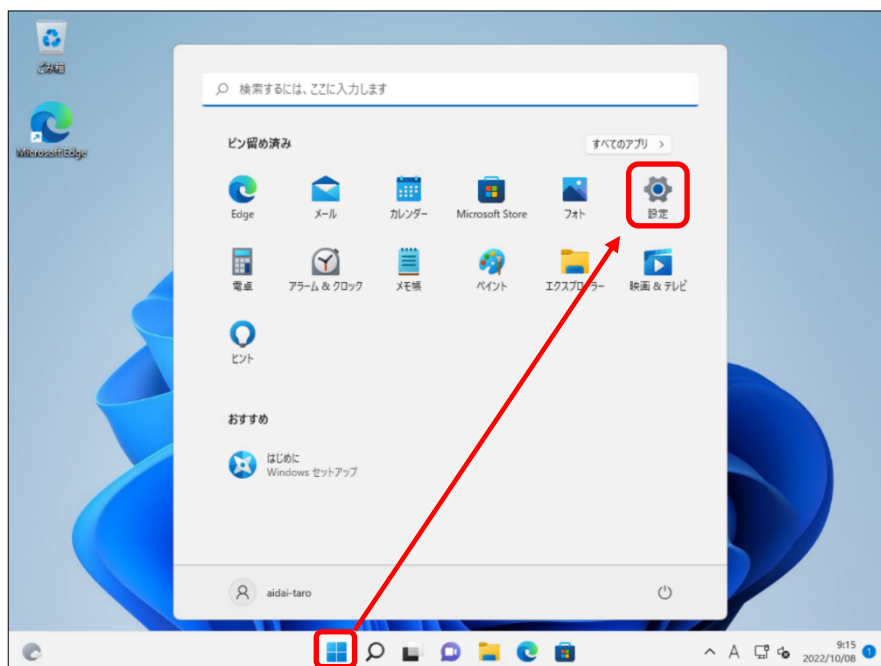 ごみ箱
Microsoft Edge
検索するには、ここに入力します
ピン留め済み
すべてのアプリ >
Edge
メール
カレンダー
Microsoft Store
フォト
設定
電卓
アラーム & クロック
メモ帳
ペイント
エクスプローラー
映画 & テレビ
ヒント
おすすめ
はじめに
Windows セットアップ
aidai-taro
A
9:15
2022/10/08
1